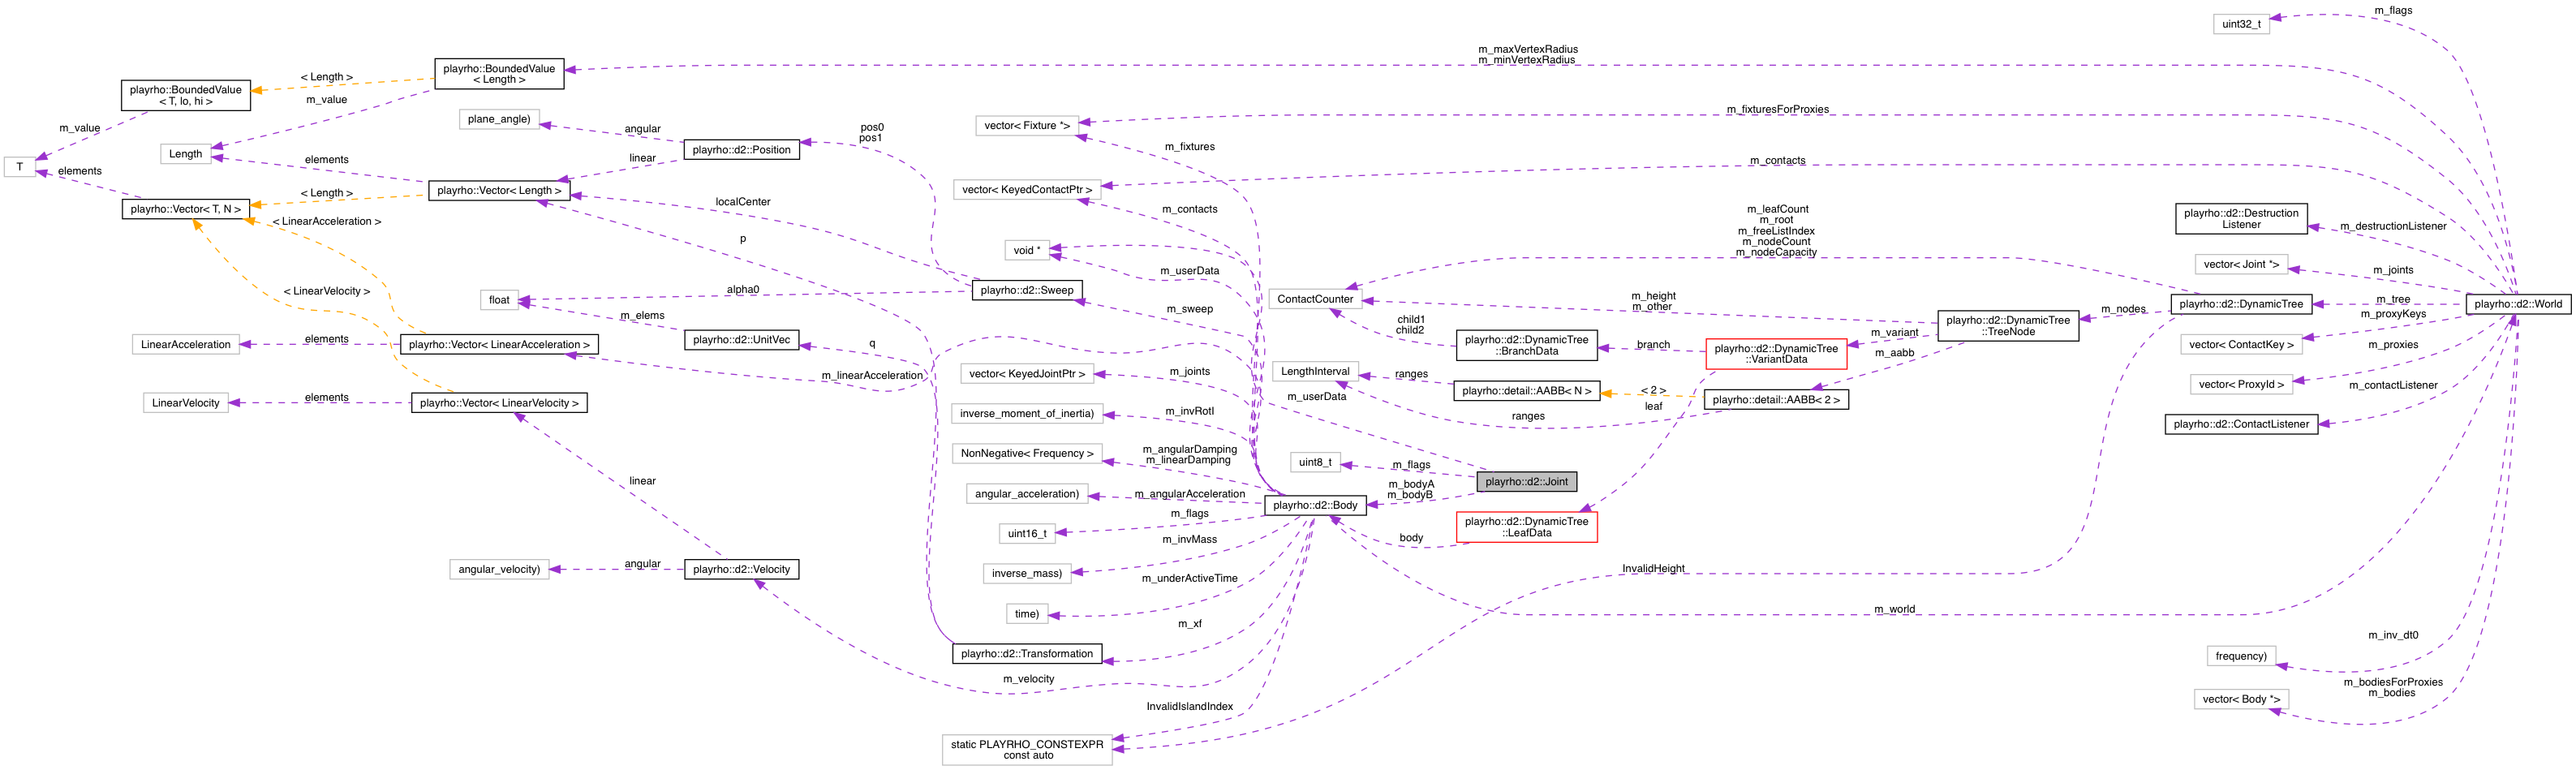 m_flags
uint32_t
m_maxVertexRadius
m_minVertexRadius
playrho::BoundedValue
< Length >
< Length >
playrho::BoundedValue
< T, lo, hi >
m_value
m_fixturesForProxies
plane_angle)
vector< Fixture *>
angular
pos0
pos1
m_value
m_fixtures
Length
elements
playrho::d2::Position
linear
m_contacts
T
elements
< Length >
playrho::Vector< Length >
vector< KeyedContactPtr >
localCenter
playrho::Vector< T, N >
< LinearAcceleration >
m_contacts
m_leafCount
m_root
m_freeListIndex
m_nodeCount
m_nodeCapacity
playrho::d2::Destruction
Listener
m_destructionListener
p
void *
m_userData
vector< Joint *>
m_joints
< LinearVelocity >
float
alpha0
playrho::d2::Sweep
ContactCounter
m_height
m_other
playrho::d2::DynamicTree
m_tree
playrho::d2::World
m_sweep
m_elems
child1
child2
m_nodes
m_proxyKeys
playrho::d2::DynamicTree
::TreeNode
LinearAcceleration
elements
playrho::Vector< LinearAcceleration >
playrho::d2::UnitVec
q
playrho::d2::DynamicTree
::BranchData
branch
playrho::d2::DynamicTree
::VariantData
m_variant
m_aabb
vector< ContactKey >
m_proxies
m_linearAcceleration
vector< KeyedJointPtr >
m_joints
LengthInterval
ranges
vector< ProxyId >
m_contactListener
LinearVelocity
elements
playrho::Vector< LinearVelocity >
m_userData
playrho::detail::AABB< N >
< 2 >
leaf
playrho::detail::AABB< 2 >
inverse_moment_of_inertia)
m_invRotI
ranges
playrho::d2::ContactListener
NonNegative< Frequency >
m_angularDamping
m_linearDamping
uint8_t
m_flags
linear
playrho::d2::Joint
angular_acceleration)
m_angularAcceleration
m_bodyA
m_bodyB
playrho::d2::Body
m_flags
uint16_t
playrho::d2::DynamicTree
::LeafData
body
m_invMass
angular_velocity)
angular
playrho::d2::Velocity
inverse_mass)
m_underActiveTime
InvalidHeight
time)
m_world
m_xf
m_inv_dt0
playrho::d2::Transformation
frequency)
m_velocity
m_bodiesForProxies
m_bodies
vector< Body *>
InvalidIslandIndex
static PLAYRHO_CONSTEXPR
const auto